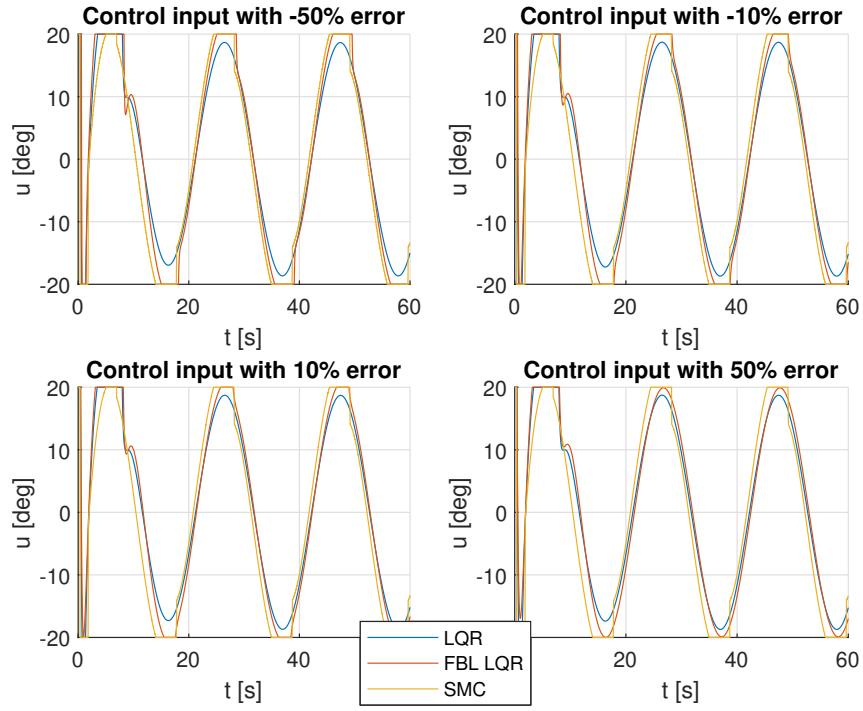 Control input with -50% error
20
10
0
-10
-20
u [deg]
0 20 40 60
t [s]
Control input with -10% error
20
10
0
-10
-20
u [deg]
0 20 40 60
t [s]
Control input with 10% error
20
10
0
-10
-20
u [deg]
0 20 40
t [s]
Control input with 50% error
20
10
0
-10
-20
u [deg]
20 40 60
t [s]
LQR
FBL LQR
SMC